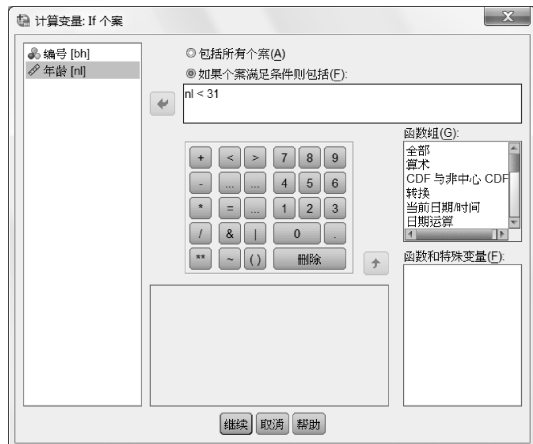 计算变量: If 个案
编号 [bh]
年龄 [nl]
包括所有个案(A)
如果个案满足条件则包括(F):
nl < 31
函数组(G):
全部
算术
CDF 与非中心 CDF
转换
当前日期/时间
日期运算
+ < > 7 8 9
- ... ... 4 5 6
* = ... 1 2 3
/ & | 0 .
** ~ ( ) 删除
函数和特殊变量(F):
继续 取消 帮助